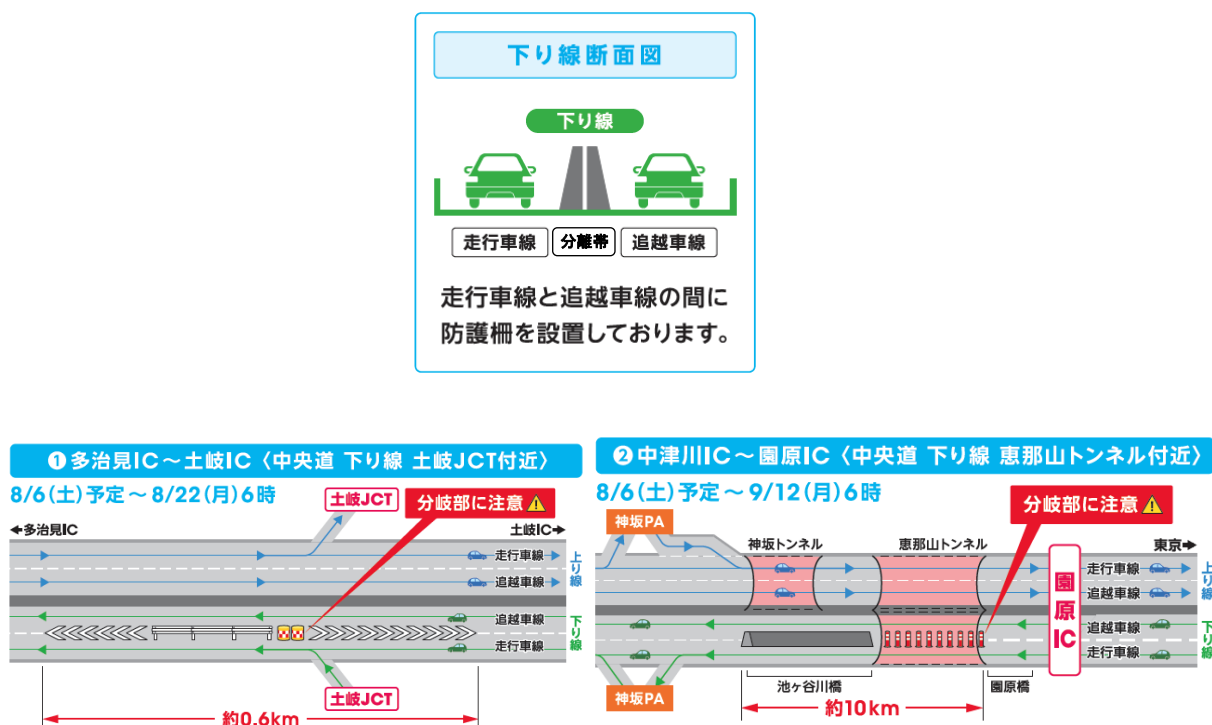 下り線断面図
下り線
走行車線 分離帯 追越車線
走行車線と追越車線の間に
防護柵を設置しております。
❶多治見IC～土岐IC〈中央道 下り線 土岐JCT付近〉
8/6(土)予定～8/22(月)6時
土岐JCT
分岐部に注意
←多治見IC
土岐IC→
走行車線
追越車線
上り線
追越車線
走行車線
下り線
土岐JCT
約0.6km
❷中津川IC～園原IC〈中央道 下り線 恵那山トンネル付近〉
8/6(土)予定～9/12(月)6時
分岐部に注意
神坂PA
神坂トンネル
恵那山トンネル
東京→
園原IC
走行車線
追越車線
上り線
追越車線
走行車線
下り線
神坂PA
池ヶ谷川橋
園原橋
約10km